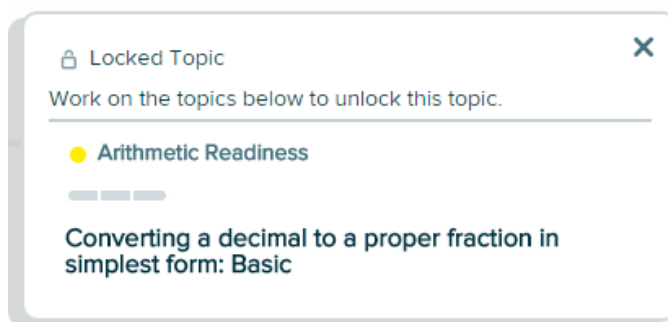 Locked Topic
Work on the topics below to unlock this topic.
Arithmetic Readiness
Converting a decimal to a proper fraction in
simplest form: Basic